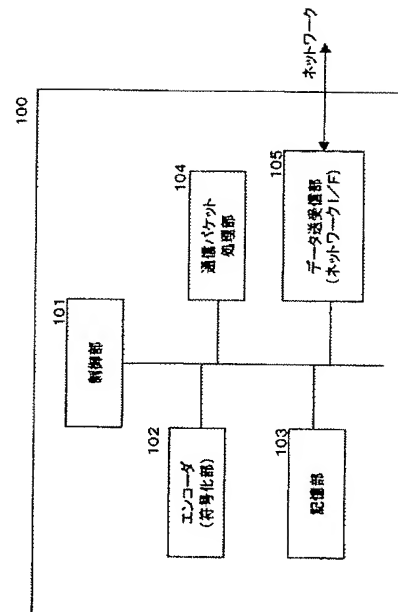 100
101
制御部
102
エンコーダ
(符号化部)
103
記憶部
104
通信パケット
処理部
105
データ送受信部
(ネットワークI/F)
ネットワーク